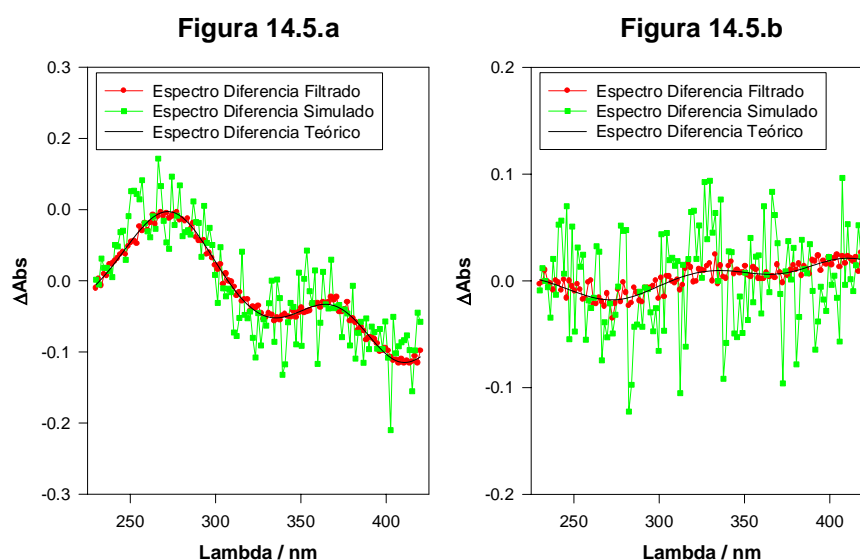 Figura 14.5.a
0.3
0.2
0.0
0.0
-0.1
-0.2
-0.3
250
300
350
400
ΔAbs
Lambda / nm
Espectro Diferencia Filtrado
Espectro Diferencia Simulado
Espectro Diferencia Teórico
Figura 14.5.b
0.2
0.1
0.0
-0.1
-0.2
250
300
350
400
ΔAbs
Lambda / nm
Espectro Diferencia Filtrado
Espectro Diferencia Simulado
Espectro Diferencia Teórico